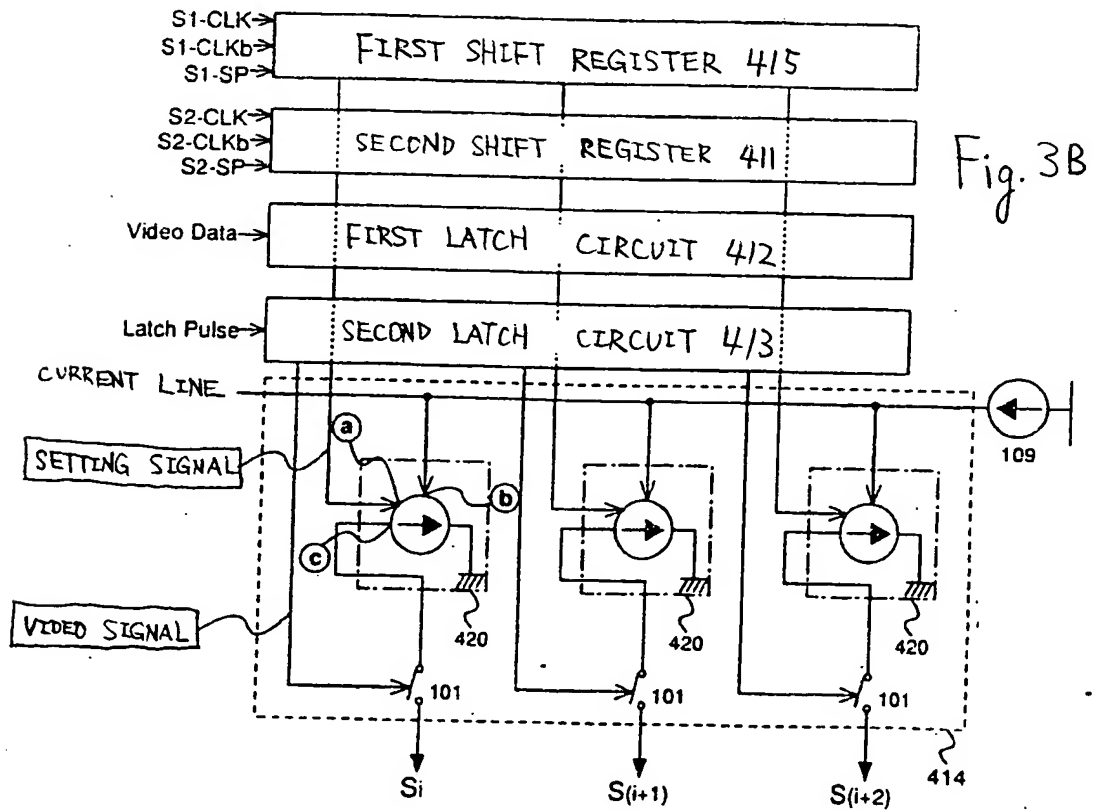 S1-CLK
S1-CLKb
S1-SP
FIRST SHIFT REGISTER 415
S2-CLK
S2-CLKb
S2-SP
SECOND SHIFT REGISTER 411
Fig. 3B
Video Data
FIRST LATCH CIRCUIT 412
Latch Pulse
SECOND LATCH CIRCUIT 413
CURRENT LINE
109
SETTING SIGNAL
a
b
c
420
420
420
VIDEO SIGNAL
101
101
101
414
Si
S(i+1)
S(i+2)